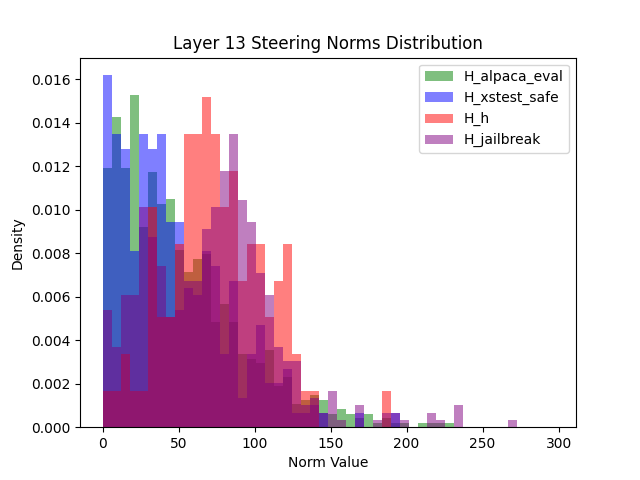 Layer 13 Steering Norms Distribution
H_alpaca_eval
H_xstest_safe
H_h
H_jailbreak
Density
0.016
0.014
0.012
0.010
0.008
0.006
0.004
0.002
0.000
0 50 100 150 200 250 300
Norm Value